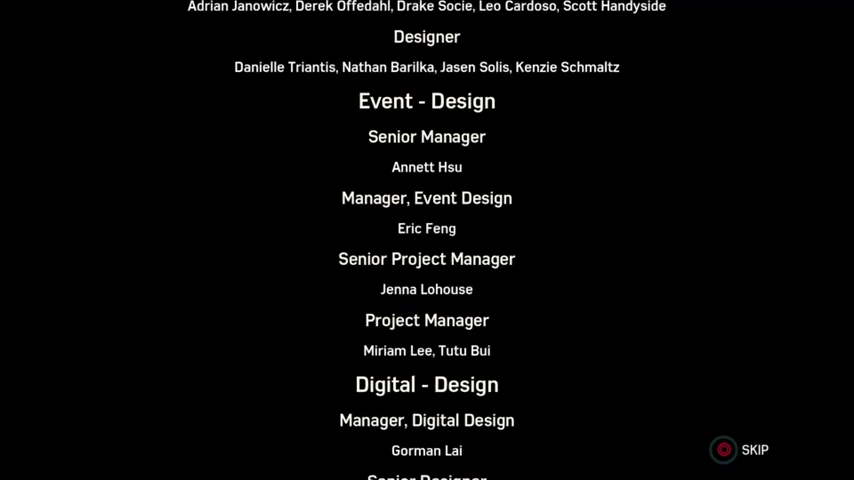 Adrian Janowicz, Derek Offedahl, Drake Socie, Leo Cardoso, Scott Handyside
Designer
Danielle Triantis, Nathan Barilka, Jasen Solis, Kenzie Schmaltz
Event - Design
Senior Manager
Annett Hsu
Manager, Event Design
Eric Feng
Senior Project Manager
Jenna Lohouse
Project Manager
Miriam Lee, Tutu Bui
Digital - Design
Manager, Digital Design
Gorman Lai
SKIP
Senior Designer